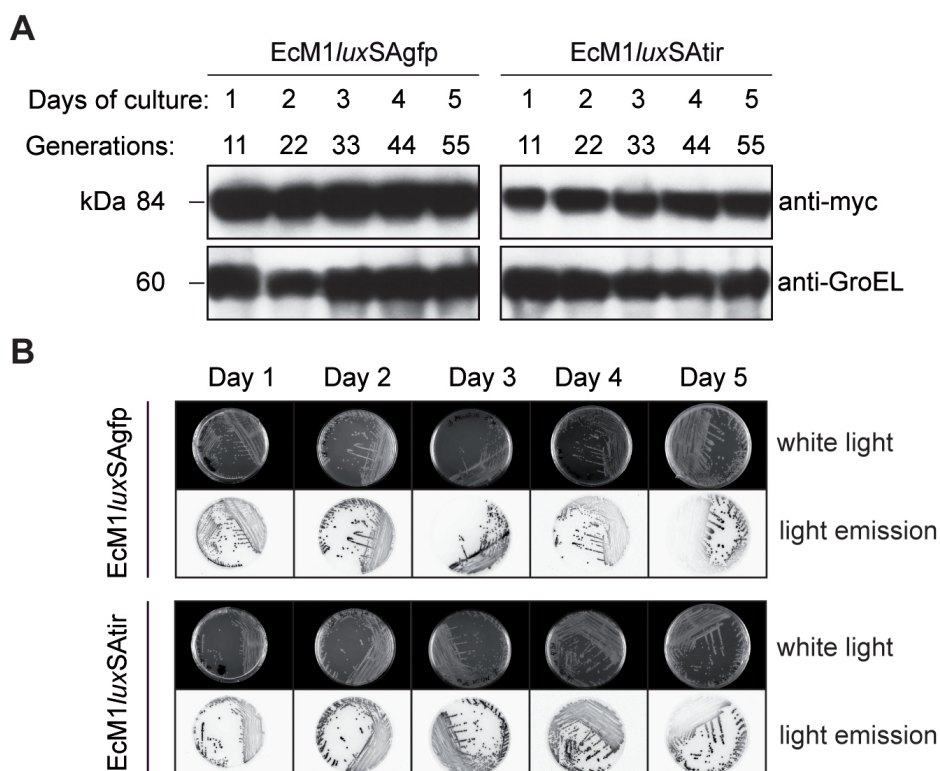 A
EcM1luxSAgfp EcM1luxSAtir
Days of culture: 1 2 3 4 5 1 2 3 4 5
Generations: 11 22 33 44 55 11 22 33 44 55
kDa 84 anti-myc
60 anti-GroEL
B
Day 1 Day 2 Day 3 Day 4 Day 5
EcM1luxSAgfp
white light
light emission
EcM1luxSAtir
white light
light emission